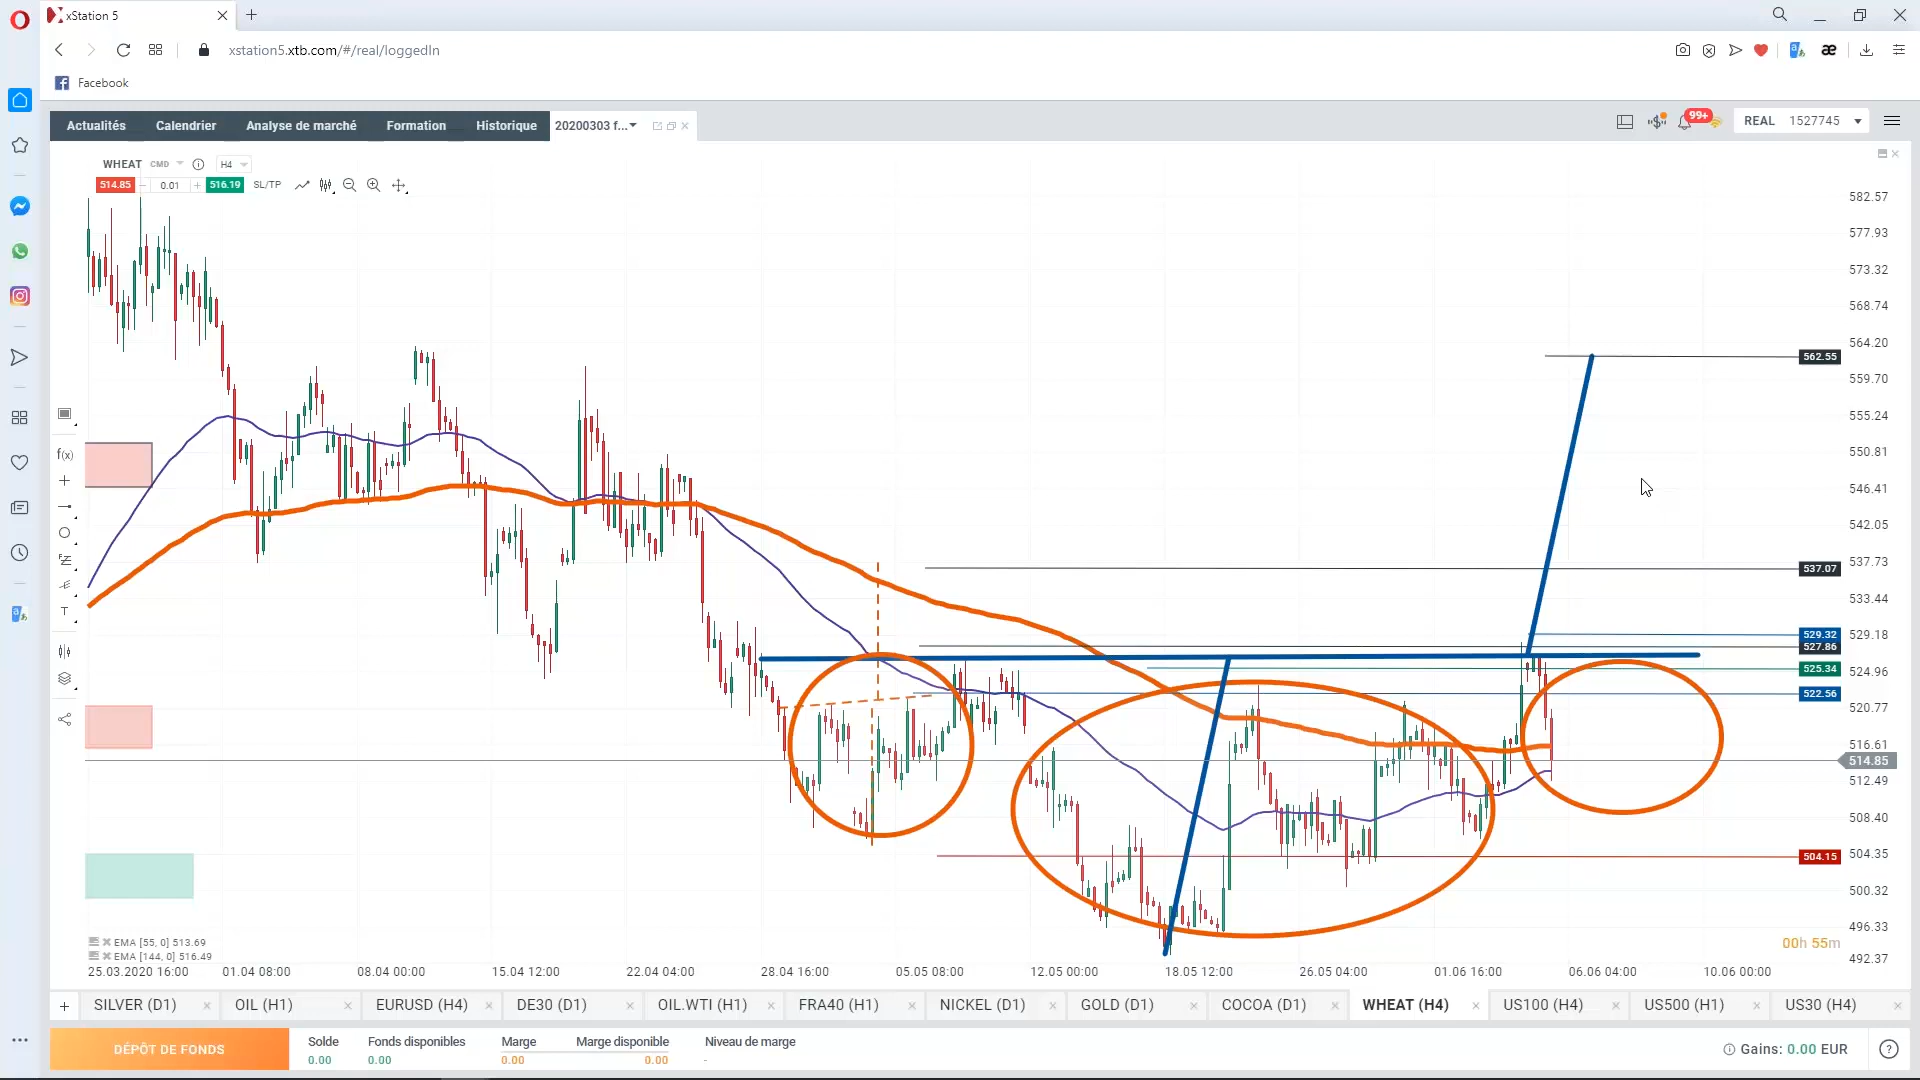 xStation 5
xstation5.xtb.com/#/real/loggedIn
Facebook
Actualités Calendrier Analyse de marché Formation Historique 20200303 f...
99+ REAL 1527745
WHEAT CMD H4
514.85 0.01 516.19 SL/TP
582.57
577.93
573.32
568.74
564.20
562.55
559.70
555.24
550.81
546.41
542.05
537.73
537.07
533.44
529.32
529.18
527.86
525.34
524.96
522.56
520.77
516.61
514.85
512.49
508.40
504.35
504.15
500.32
496.33
492.37
f(x)
T
00h 55m
EMA [55, 0] 513.69
EMA [144, 0] 516.49
25.03.2020 16:00 01.04 08:00 08.04 00:00 15.04 12:00 22.04 04:00 28.04 16:00 05.05 08:00 12.05 00:00 18.05 12:00 26.05 04:00 01.06 16:00 06.06 04:00 10.06 00:00
SILVER (D1) OIL (H1) EURUSD (H4) DE30 (D1) OIL.WTI (H1) FRA40 (H1) NICKEL (D1) GOLD (D1) COCOA (D1) WHEAT (H4) US100 (H4) US500 (H1) US30 (H4)
DÉPÔT DE FONDS
Solde Fonds disponibles Marge Marge disponible Niveau de marge
0.00 0.00 0.00 0.00 -
Gains: 0.00 EUR